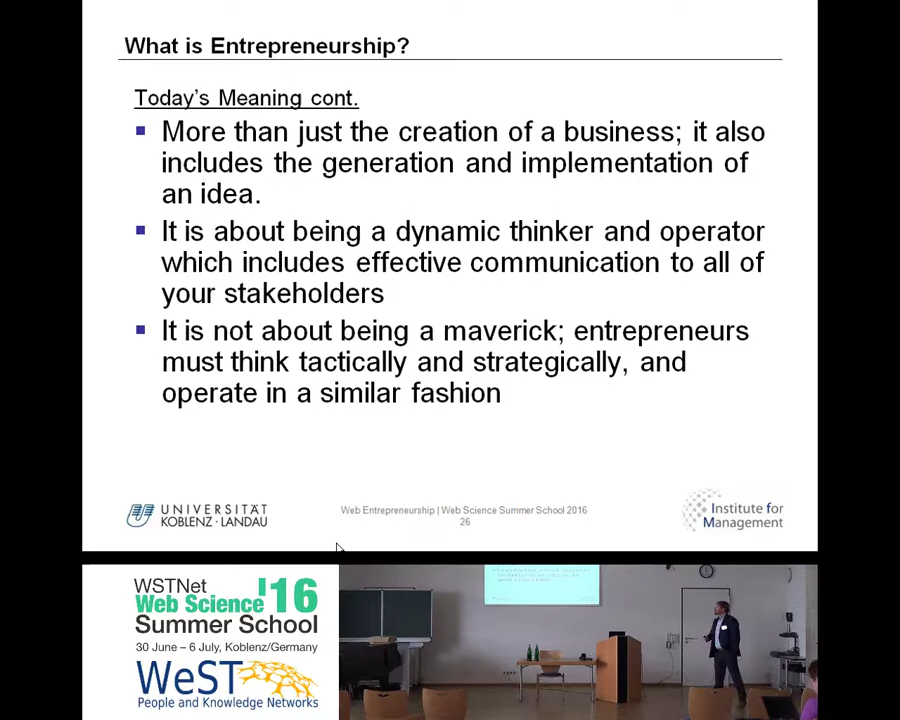 What is Entrepreneurship?
Today's Meaning cont.
More than just the creation of a business; it also
includes the generation and implementation of
an idea.
It is about being a dynamic thinker and operator
which includes effective communication to all of
your stakeholders
It is not about being a maverick; entrepreneurs
must think tactically and strategically, and
operate in a similar fashion
UNIVERSITÄT
KOBLENZ · LANDAU
Web Entrepreneurship | Web Science Summer School 2016
26
Institute for
Management
WSTNet
Web Science '16
Summer School
30 June – 6 July, Koblenz/Germany
WeST
People and Knowledge Networks